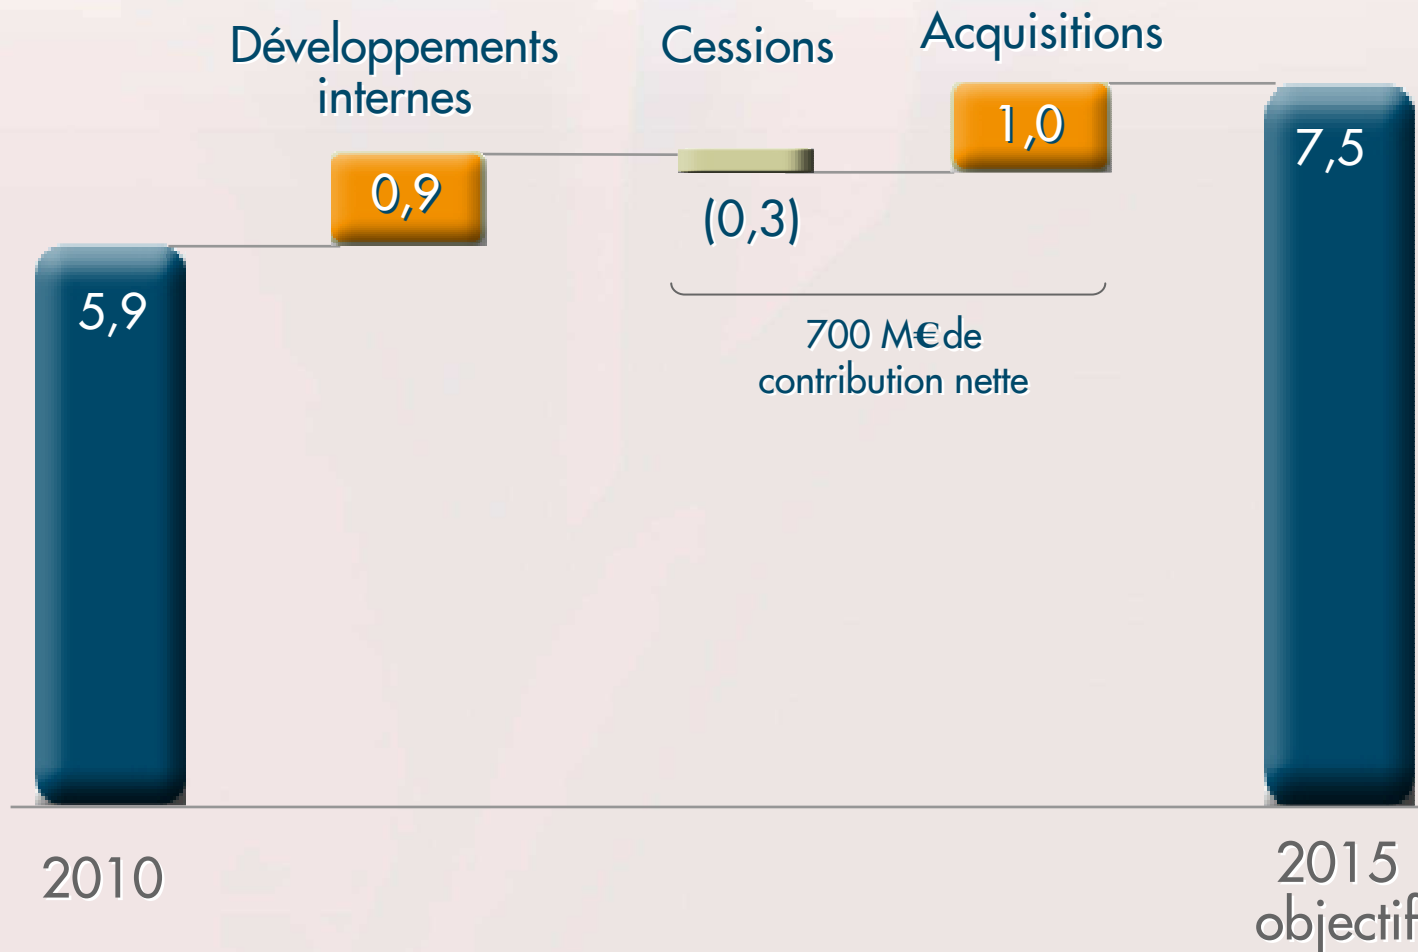 Développements
internes
Cessions
Acquisitions
0,9
(0,3)
1,0
7,5
5,9
700 M€ de
contribution nette
2010
2015
objectif